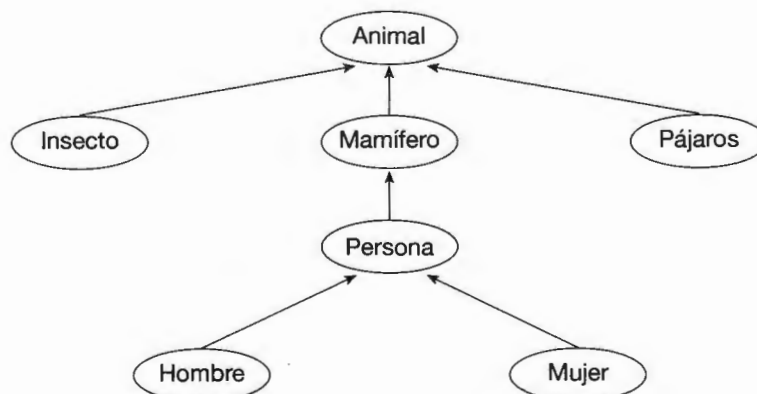 Animal
Insecto
Mamífero
Pájaros
Persona
Hombre
Mujer